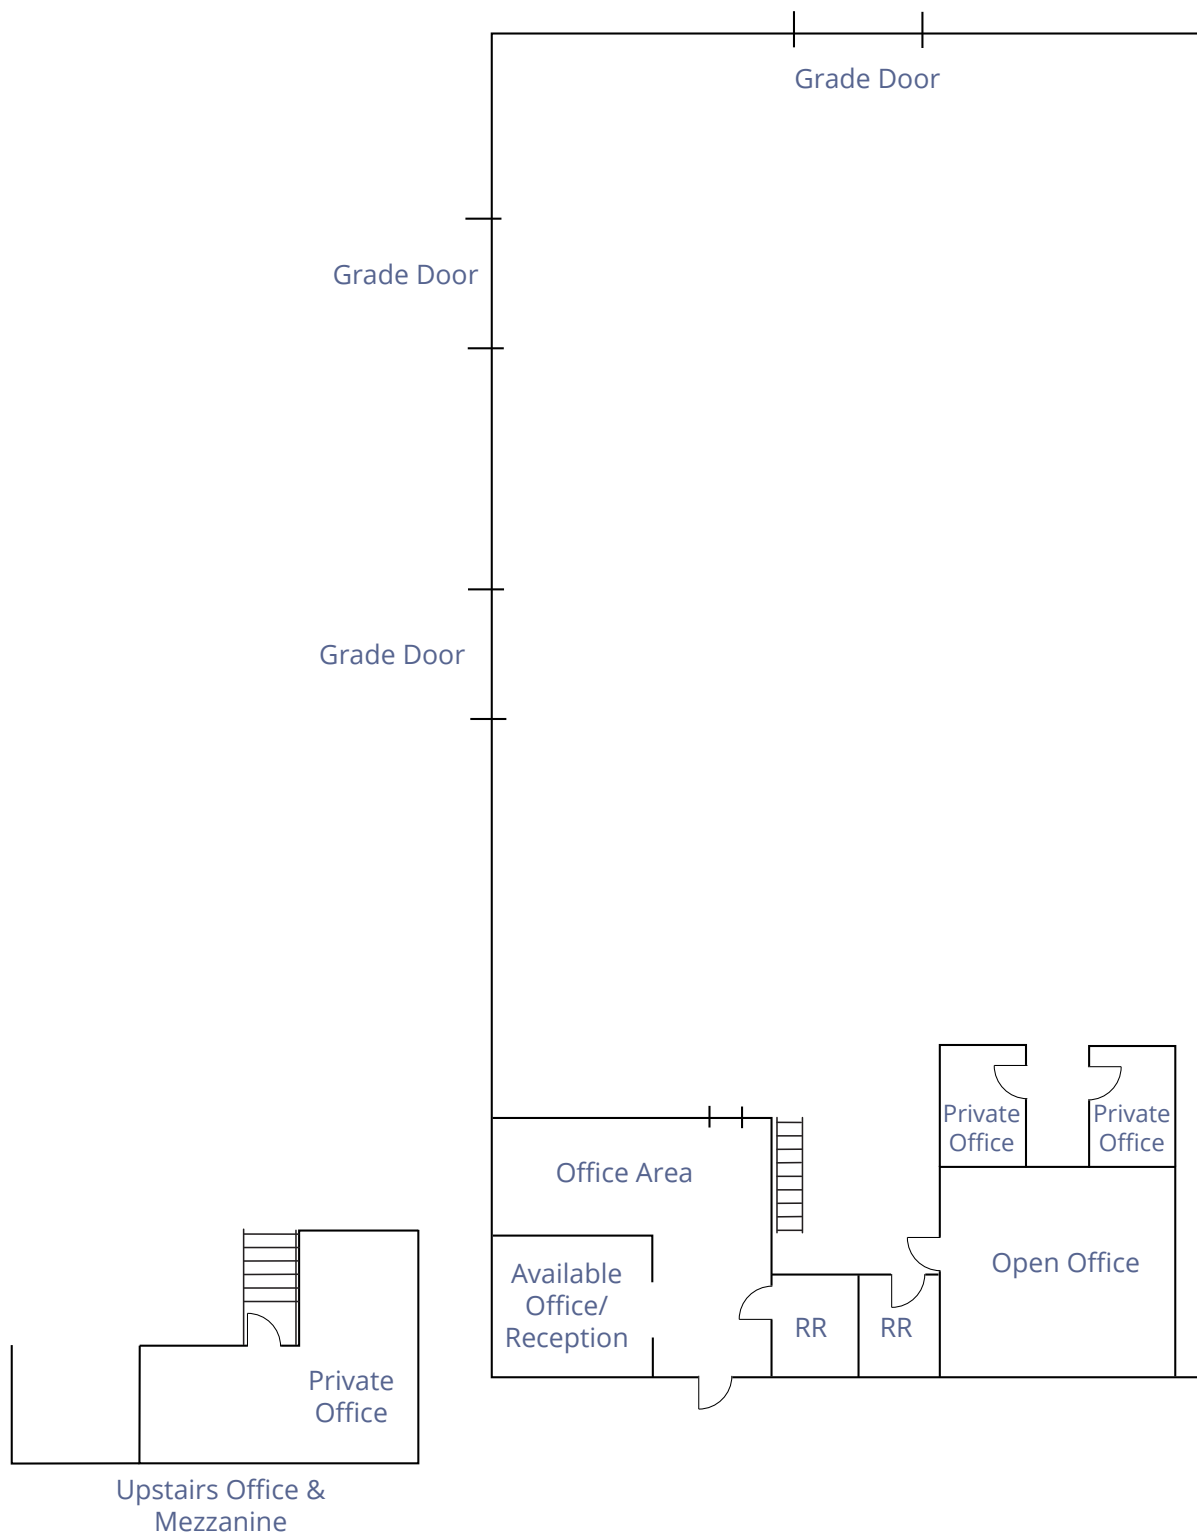 Grade Door
Grade Door
Grade Door
Private
Office
Private
Office
Office Area
Open Office
Available
Office/
Reception
RR
RR
Private
Office
Upstairs Office &
Mezzanine